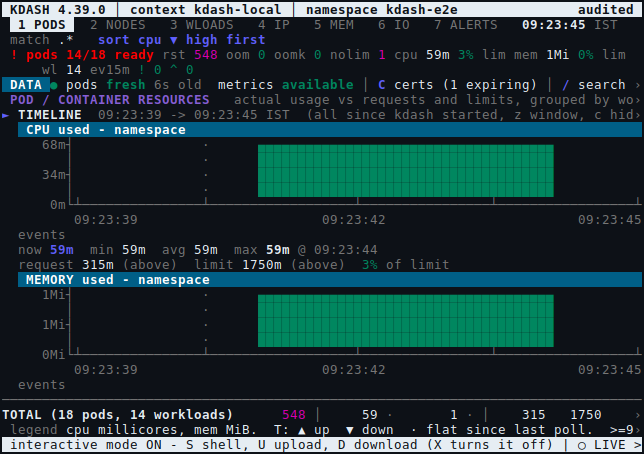 KDASH 4.39.0 │ context kdash-local │ namespace kdash-e2e audited
1 PODS 2 NODES 3 WLOADS 4 IP 5 MEM 6 IO 7 ALERTS 09:23:45 IST
match .* sort cpu ▼ high first
! pods 14/18 ready rst 548 oom 0 oomk 0 nolim 1 cpu 59m 3% lim mem 1Mi 0% lim
wl 14 ev15m ! 0 ^ 0
DATA ● pods fresh 6s old metrics available │ C certs (1 expiring) │ / search ›
POD / CONTAINER RESOURCES actual usage vs requests and limits, grouped by wo›
► TIMELINE 09:23:39 -> 09:23:45 IST (all since kdash started, z window, c hid›
CPU used - namespace
68m
34m
0m
09:23:39 09:23:42 09:23:45
events
now 59m min 59m avg 59m max 59m @ 09:23:44
request 315m (above) limit 1750m (above) 3% of limit
MEMORY used - namespace
1Mi
1Mi
0Mi
09:23:39 09:23:42 09:23:45
events
TOTAL (18 pods, 14 workloads) 548 │ 59 · 1 · │ 315 1750 ›
legend cpu millicores, mem MiB. T: ▲ up ▼ down · flat since last poll. >=9›
interactive mode ON - S shell, U upload, D download (X turns it off) | ○ LIVE >